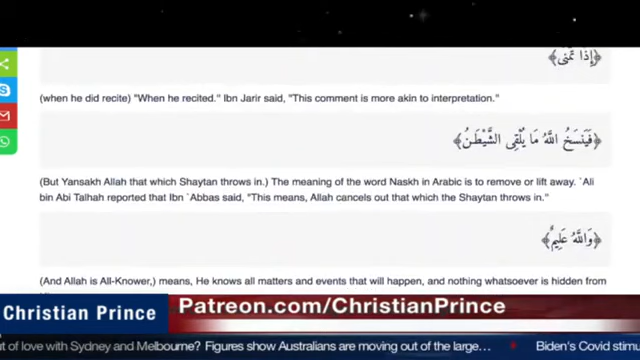 ﴿إِذَا تَمَنَّى﴾
(when he did recite) "When he recited." Ibn Jarir said, "This comment is more akin to interpretation."
﴿فَيَنسَخُ اللَّهُ مَا يُلْقِى الشَّيْطَـنُ﴾
(But Yansakh Allah that which Shaytan throws in.) The meaning of the word Naskh in Arabic is to remove or lift away. `Ali
bin Abi Talhah reported that Ibn `Abbas said, "This means, Allah cancels out that which the Shaytan throws in."
﴿وَاللَّهُ عَلِيمٌ﴾
(And Allah is All-Knower,) means, He knows all matters and events that will happen, and nothing whatsoever is hidden from
Christian Prince
Patreon.com/ChristianPrince
ut of love with Sydney and Melbourne? Figures show Australians are moving out of the large... Biden's Covid stimu